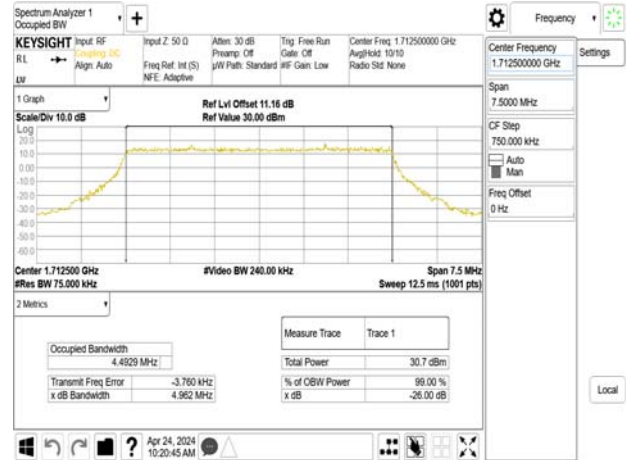 Spectrum Analyzer 1
Occupied BW
+
Frequency
KEYSIGHT
Input: RF
Coupling: DC
Align: Auto
Input Z: 50 Ω
Freq Ref: Int (S)
NFE: Adaptive
Atten: 30 dB
Preamp: Off
µW Path: Standard
Trig: Free Run
Gate: Off
#IF Gain: Low
Center Freq: 1.712500000 GHz
Avg|Hold: 10/10
Radio Std: None
RL
Center Frequency
1.712500000 GHz
Settings
Span
7.5000 MHz
CF Step
750.000 kHz
Auto
Man
Freq Offset
0 Hz
Local
1 Graph
Scale/Div 10.0 dB
Ref Lvl Offset 11.16 dB
Ref Value 30.00 dBm
Log
20.0
10.0
0.00
-10.0
-20.0
-30.0
-40.0
-50.0
-60.0
Center 1.712500 GHz
#Video BW 240.00 kHz
Span 7.5 MHz
#Res BW 75.000 kHz
Sweep 12.5 ms (1001 pts)
2 Metrics
Measure Trace
Trace 1
Occupied Bandwidth
4.4929 MHz
Total Power
30.7 dBm
Transmit Freq Error
-3.760 kHz
% of OBW Power
99.00 %
x dB Bandwidth
4.962 MHz
x dB
-26.00 dB
?
Apr 24, 2024
10:20:45 AM